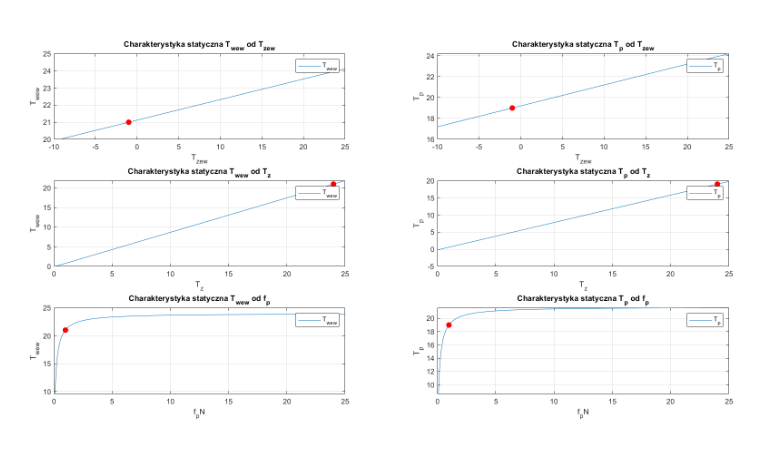 Charakterystyka statyczna T_wew od T_zew
T_wew
25
24
23
22
21
20
-10 -5 0 5 10 15 20 25
T_zew
T_wew
Charakterystyka statyczna T_p od T_zew
T_p
24
22
20
18
16
-10 -5 0 5 10 15 20 25
T_zew
T_p
Charakterystyka statyczna T_wew od T_z
T_wew
20
15
10
5
0
0 5 10 15 20 25
T_z
T_wew
Charakterystyka statyczna T_p od T_z
T_p
20
15
10
5
0
-5
0 5 10 15 20 25
T_z
T_p
Charakterystyka statyczna T_wew od f_p
T_wew
25
20
15
10
0 5 10 15 20 25
f_pN
T_wew
Charakterystyka statyczna T_p od f_p
T_p
20
18
16
14
12
10
0 5 10 15 20 25
f_pN
T_p